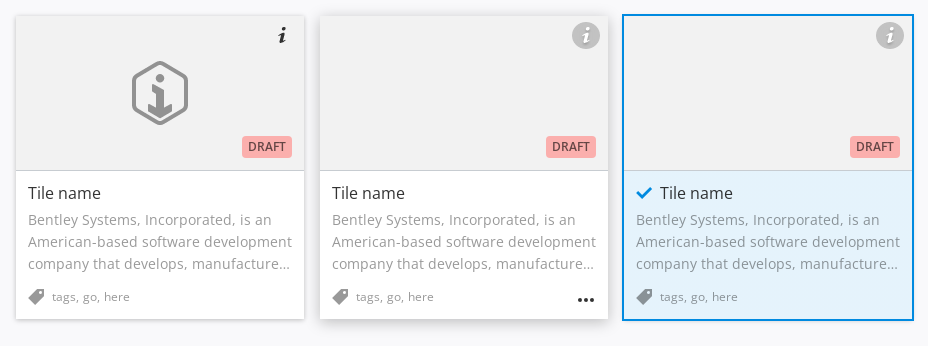 DRAFT
Tile name
Bentley Systems, Incorporated, is an
American-based software development
company that develops, manufacture...
tags, go, here
DRAFT
Tile name
Bentley Systems, Incorporated, is an
American-based software development
company that develops, manufacture...
tags, go, here
DRAFT
Tile name
Bentley Systems, Incorporated, is an
American-based software development
company that develops, manufacture...
tags, go, here